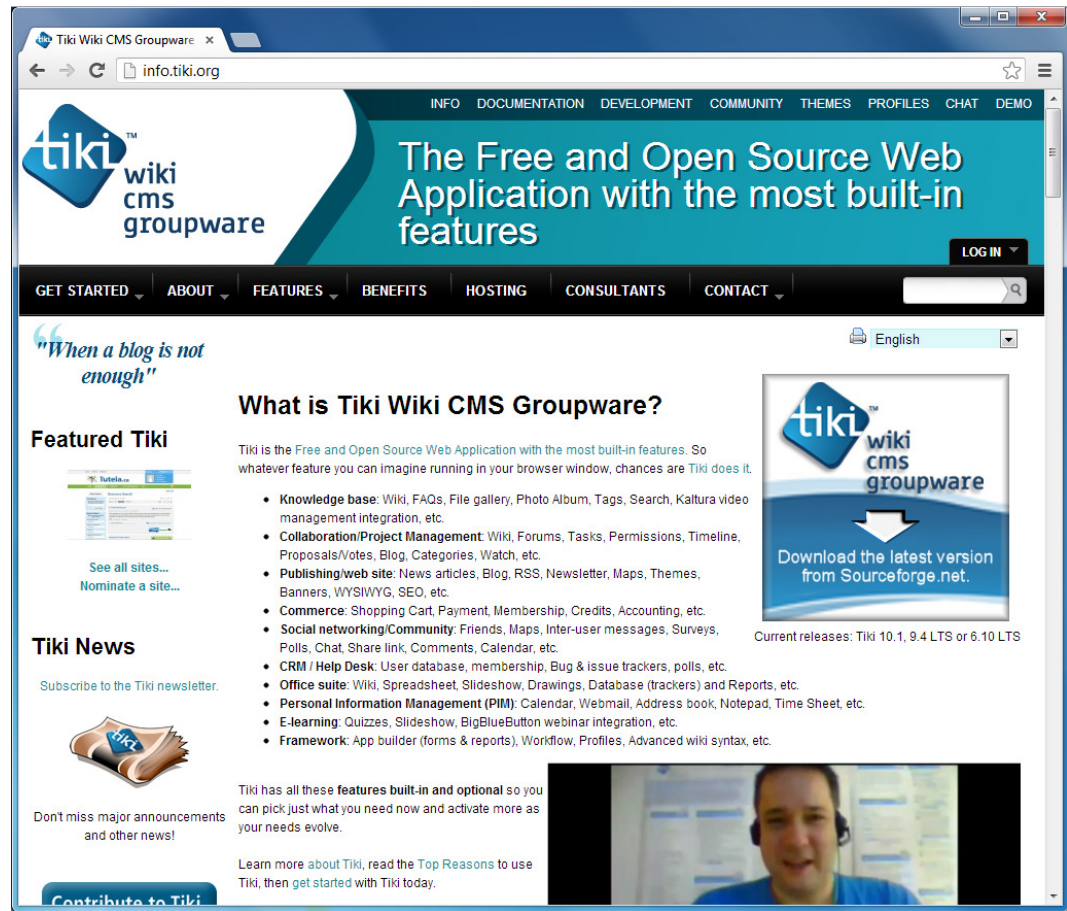 Tiki Wiki CMS Groupware
info.tiki.org
INFO DOCUMENTATION DEVELOPMENT COMMUNITY THEMES PROFILES CHAT DEMO
tiki™
wiki
cms
groupware
The Free and Open Source Web
Application with the most built-in
features
LOG IN
GET STARTED ABOUT FEATURES BENEFITS HOSTING CONSULTANTS CONTACT
English
"When a blog is not
enough"
Featured Tiki
Tutela.ca
See all sites...
Nominate a site...
Tiki News
Subscribe to the Tiki newsletter.
tiki
Don't miss major announcements
and other news!
Contribute to Tiki
What is Tiki Wiki CMS Groupware?
Tiki is the Free and Open Source Web Application with the most built-in features. So
whatever feature you can imagine running in your browser window, chances are Tiki does it.
• Knowledge base: Wiki, FAQs, File gallery, Photo Album, Tags, Search, Kaltura video
management integration, etc.
• Collaboration/Project Management: Wiki, Forums, Tasks, Permissions, Timeline,
Proposals/Votes, Blog, Categories, Watch, etc.
• Publishing/web site: News articles, Blog, RSS, Newsletter, Maps, Themes,
Banners, WYSIWYG, SEO, etc.
• Commerce: Shopping Cart, Payment, Membership, Credits, Accounting, etc.
• Social networking/Community: Friends, Maps, Inter-user messages, Surveys,
Polls, Chat, Share link, Comments, Calendar, etc.
• CRM / Help Desk: User database, membership, Bug & issue trackers, polls, etc.
• Office suite: Wiki, Spreadsheet, Slideshow, Drawings, Database (trackers) and Reports, etc.
• Personal Information Management (PIM): Calendar, Webmail, Address book, Notepad, Time Sheet, etc.
• E-learning: Quizzes, Slideshow, BigBlueButton webinar integration, etc.
• Framework: App builder (forms & reports), Workflow, Profiles, Advanced wiki syntax, etc.
tiki™
wiki
cms
groupware
Download the latest version
from Sourceforge.net.
Current releases: Tiki 10.1, 9.4 LTS or 6.10 LTS
Tiki has all these features built-in and optional so you
can pick just what you need now and activate more as
your needs evolve.
Learn more about Tiki, read the Top Reasons to use
Tiki, then get started with Tiki today.